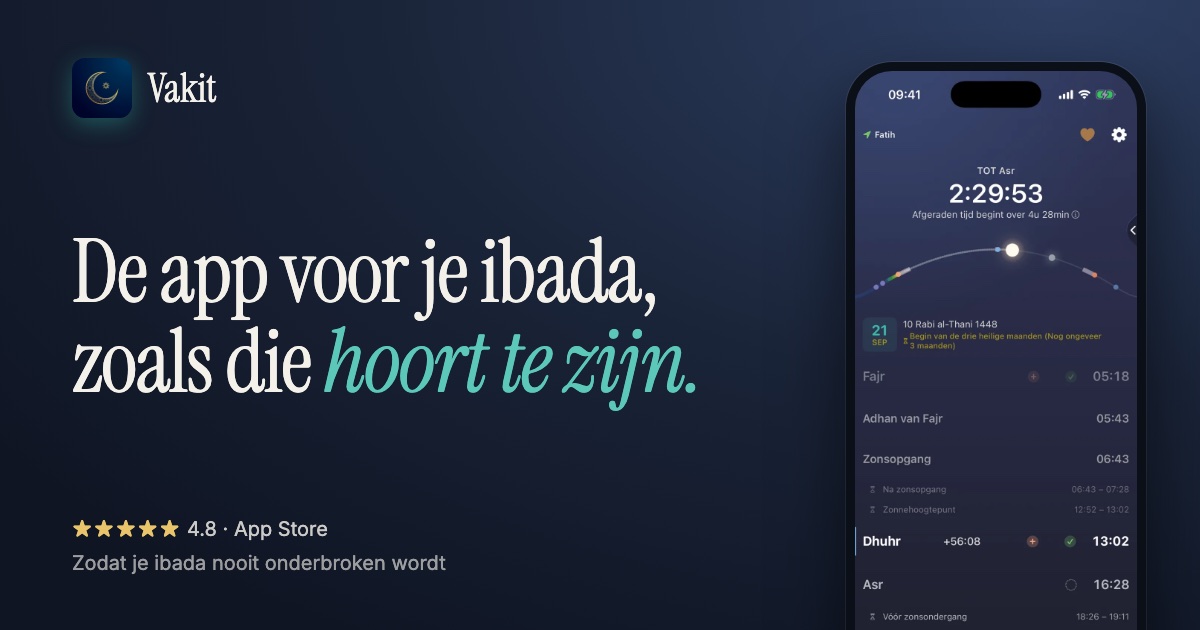 Vakit
De app voor je ibada,
zoals die hoort te zijn.
4.8 · App Store
Zodat je ibada nooit onderbroken wordt
09:41
Fatih
TOT Asr
2:29:53
Afgeraden tijd begint over 4u 28min
21
SEP
10 Rabi al-Thani 1448
Begin van de drie heilige maanden (Nog ongeveer
3 maanden)
Fajr 05:18
Adhan van Fajr 05:43
Zonsopgang 06:43
Na zonsopgang 06:43 – 07:28
Zonnehoogtepunt 12:52 – 13:02
Dhuhr +56:08 13:02
Asr 16:28
Vóór zonsondergang 18:26 – 19:11